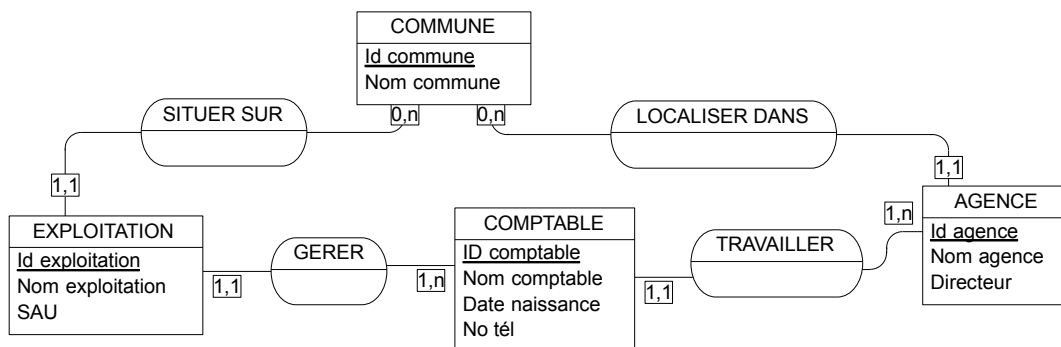 COMMUNE
Id commune
Nom commune
SITUER SUR
0,n
0,n
LOCALISER DANS
1,1
1,1
EXPLOITATION
Id exploitation
Nom exploitation
SAU
1,1
GERER
1,n
COMPTABLE
ID comptable
Nom comptable
Date naissance
No tél
1,1
TRAVAILLER
1,n
AGENCE
Id agence
Nom agence
Directeur